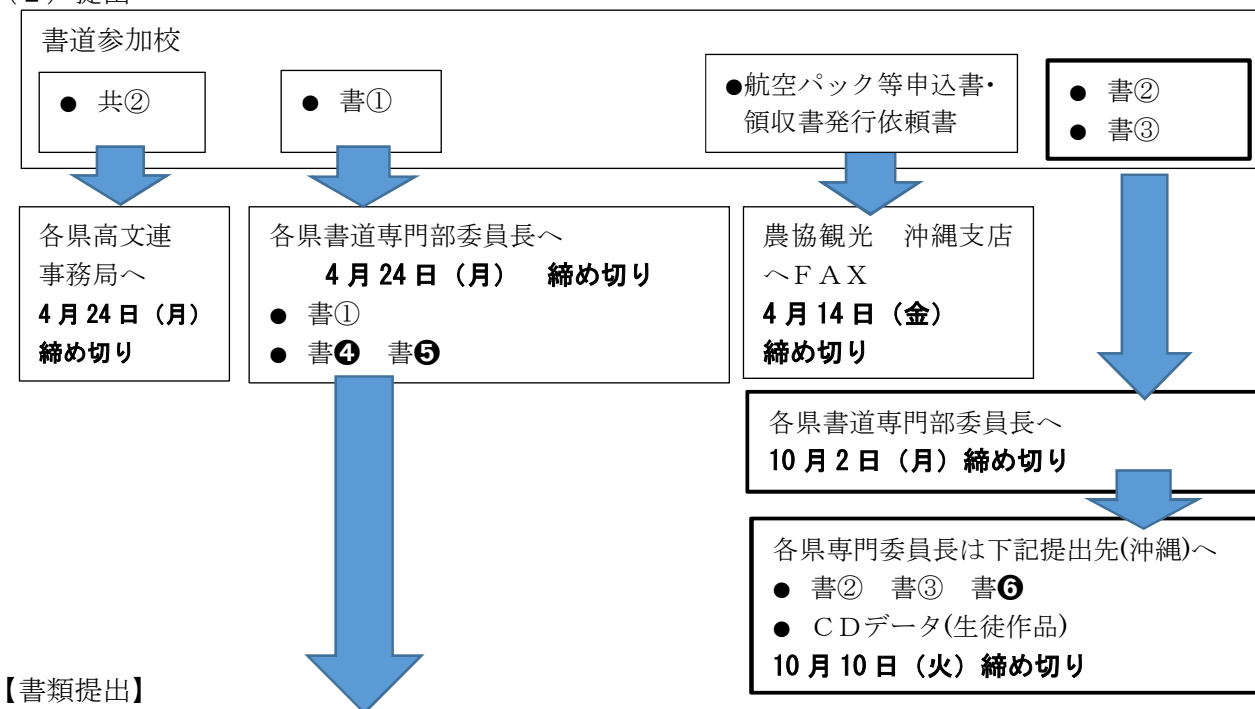 （２）提出
書道参加校
● 共②
● 書①
●航空パック等申込書・
領収書発行依頼書
● 書②
● 書③
各県高文連
事務局へ
4月24日（月）
締め切り
各県書道専門部委員長へ
4月24日（月）　締め切り
● 書①
● 書❹　書❺
農協観光　沖縄支店
へＦＡＸ
4月14日（金）
締め切り
各県書道専門部委員長へ
10月2日（月）締め切り
各県専門委員長は下記提出先(沖縄)へ
● 書②　書③　書❻
● ＣＤデータ(生徒作品)
10月10日（火）締め切り
【書類提出】